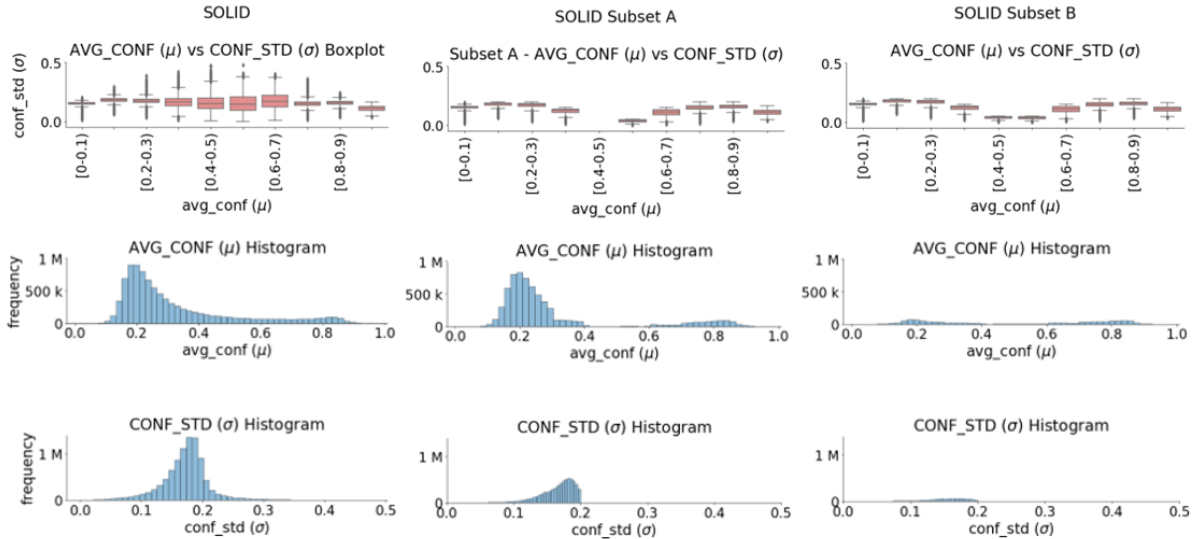 SOLID
AVG_CONF (μ) vs CONF_STD (σ) Boxplot
conf_std (σ)
0.5
0.0
[0-0.1)
[0.2-0.3)
[0.4-0.5)
[0.6-0.7)
[0.8-0.9)
avg_conf (μ)
SOLID Subset A
Subset A - AVG_CONF (μ) vs CONF_STD (σ)
0.5
0.0
[0-0.1)
[0.2-0.3)
[0.4-0.5)
[0.6-0.7)
[0.8-0.9)
avg_conf (μ)
SOLID Subset B
AVG_CONF (μ) vs CONF_STD (σ)
0.5
0.0
[0-0.1)
[0.2-0.3)
[0.4-0.5)
[0.6-0.7)
[0.8-0.9)
avg_conf (μ)
AVG_CONF (μ) Histogram
frequency
1 M
500 k
0
0.0 0.2 0.4 0.6 0.8 1.0
avg_conf (μ)
AVG_CONF (μ) Histogram
1 M
500 k
0
0.0 0.2 0.4 0.6 0.8 1.0
avg_conf (μ)
AVG_CONF (μ) Histogram
1 M
500 k
0
0.0 0.2 0.4 0.6 0.8 1.0
avg_conf (μ)
CONF_STD (σ) Histogram
frequency
1 M
0
0.0 0.1 0.2 0.3 0.4 0.5
conf_std (σ)
CONF_STD (σ) Histogram
1 M
0
0.0 0.1 0.2 0.3 0.4 0.5
conf_std (σ)
CONF_STD (σ) Histogram
1 M
0
0.0 0.1 0.2 0.3 0.4 0.5
conf_std (σ)